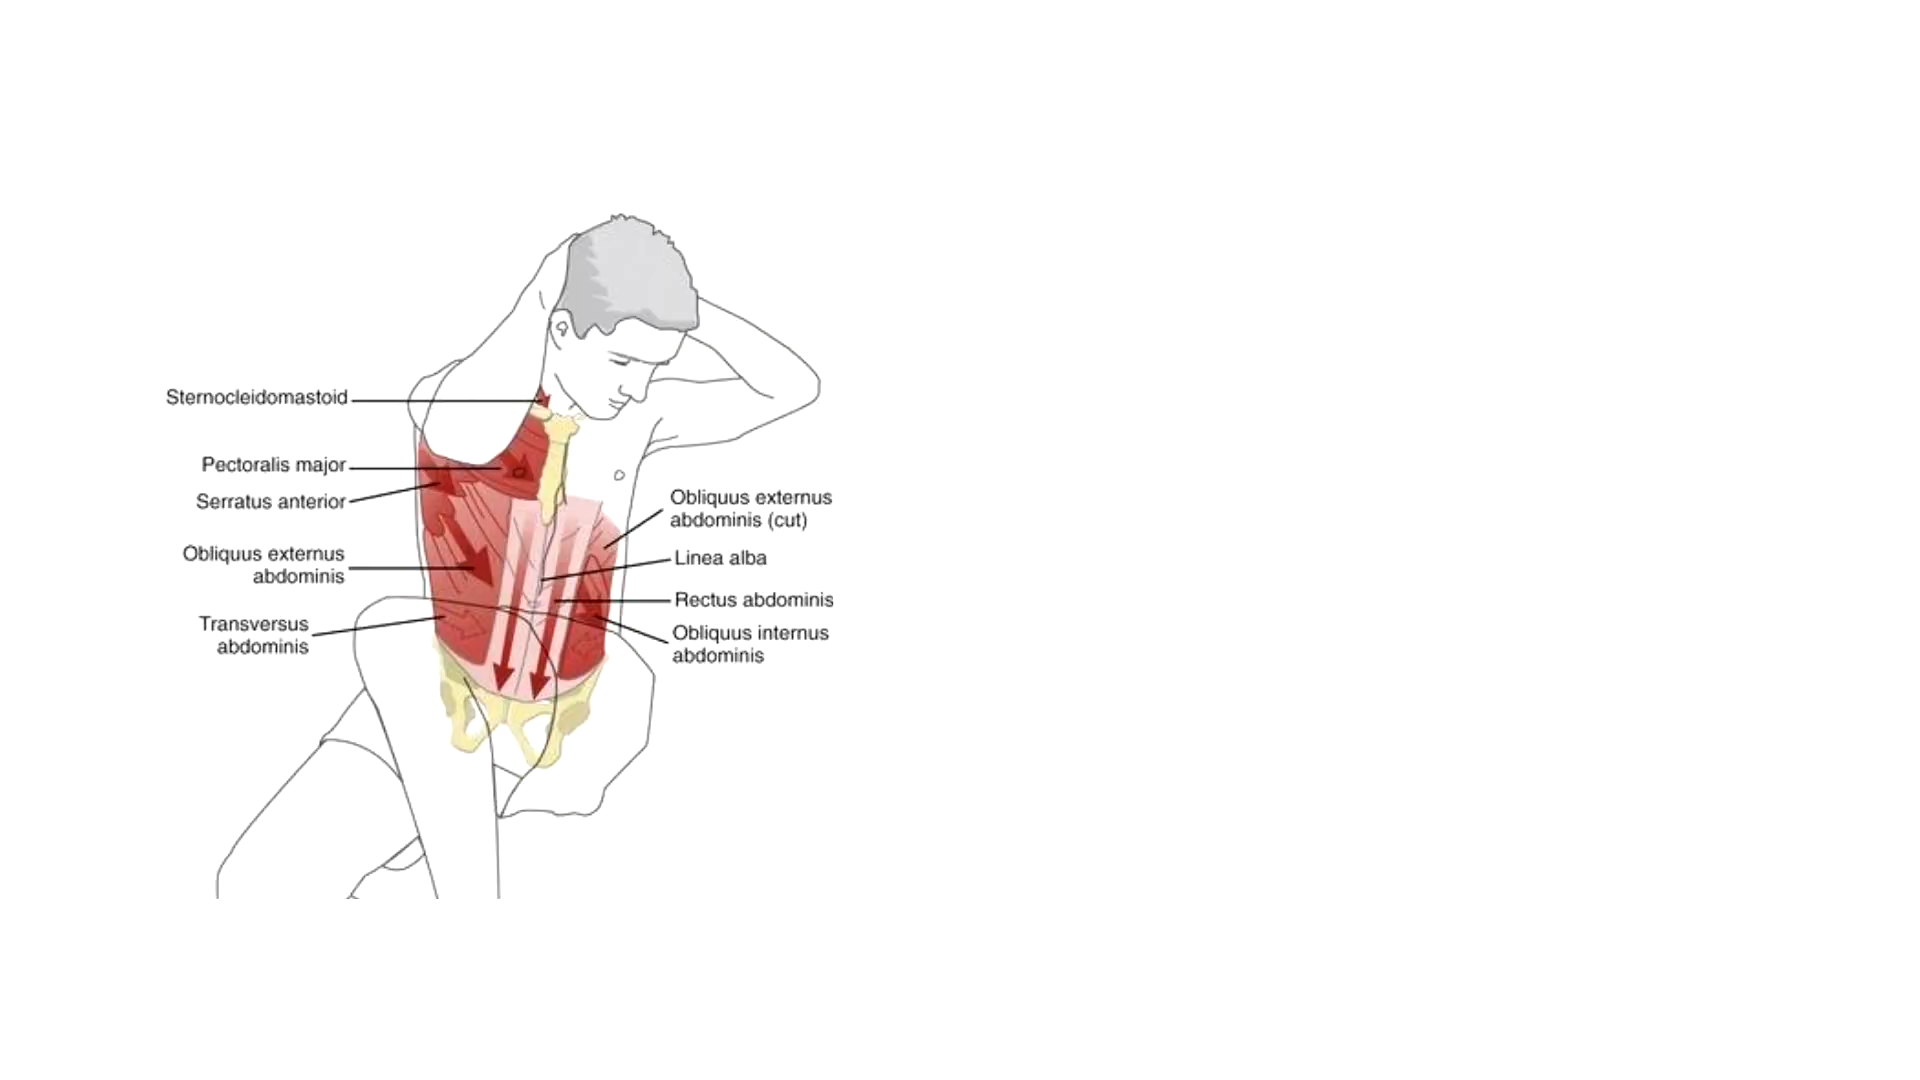 Sternocleidomastoid
Pectoralis major
Serratus anterior
Obliquus externus
abdominis
Transversus
abdominis
Obliquus externus
abdominis (cut)
Linea alba
Rectus abdominis
Obliquus internus
abdominis